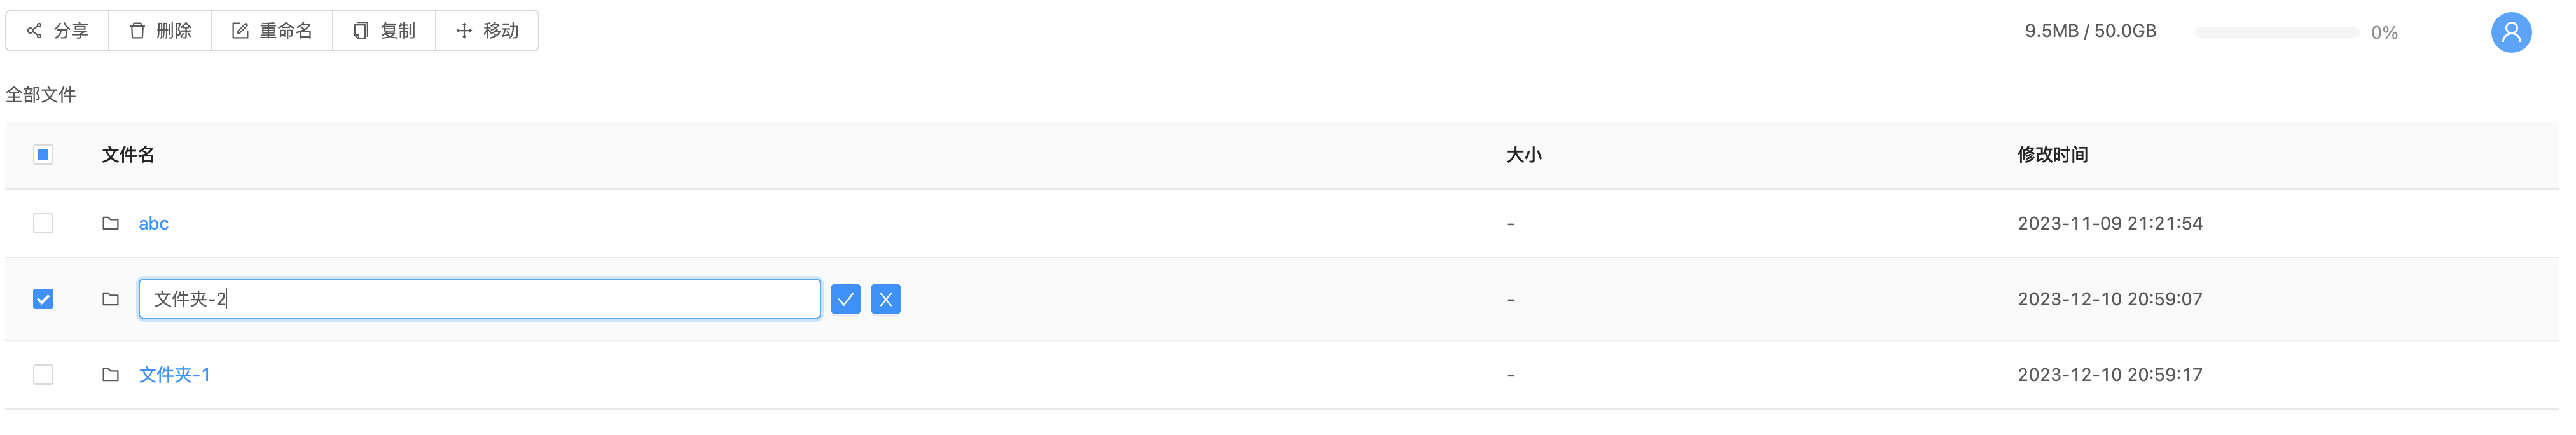 分享 删除 重命名 复制 移动 9.5MB / 50.0GB 0%
全部文件
文件名 大小 修改时间
abc - 2023-11-09 21:21:54
文件夹-2 - 2023-12-10 20:59:07
文件夹-1 - 2023-12-10 20:59:17